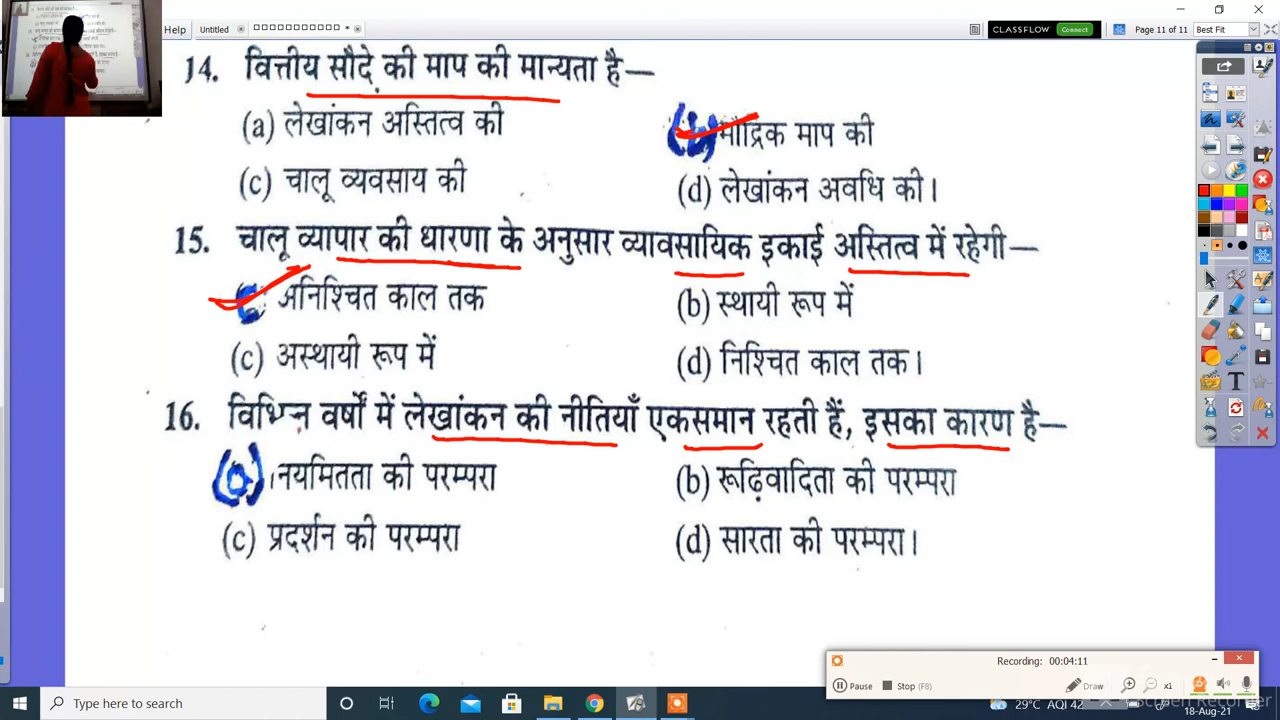 Help Untitled CLASSFLOW Connect Page 11 of 11 Best Fit
14. वित्तीय सौदे की माप की मान्यता है—
(a) लेखांकन अस्तित्व की
(b) मौद्रिक माप की
(c) चालू व्यवसाय की
(d) लेखांकन अवधि की।
15. चालू व्यापार की धारणा के अनुसार व्यावसायिक इकाई अस्तित्व में रहेगी—
अनिश्चित काल तक
(b) स्थायी रूप में
(c) अस्थायी रूप में
(d) निश्चित काल तक।
16. विभिन्न वर्षों में लेखांकन की नीतियाँ एकसमान रहती हैं, इसका कारण है—
(a) नियमितता की परम्परा
(b) रूढ़िवादिता की परम्परा
(c) प्रदर्शन की परम्परा
(d) सारता की परम्परा।
Recording: 00:04:11
Pause Stop (F8) Draw x1
Type here to search
29°C AQI 42
18-Aug-21